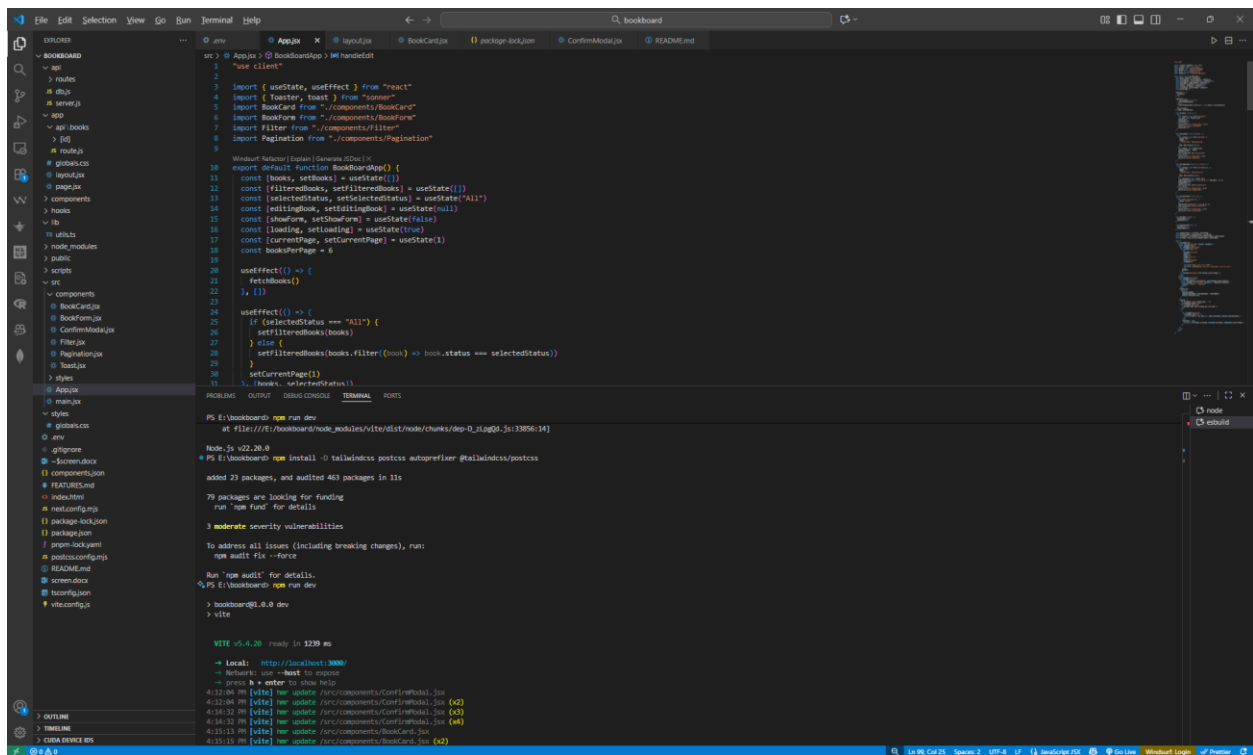 File Edit Selection View Go Run Terminal Help
bookboard
EXPLORER
.env App.jsx layout.jsx BookCard.jsx package-lock.json ConfirmModal.jsx README.md
BOOKBOARD
api
routes
db.js
server.js
app
api\books
[id]
route.js
globals.css
layout.jsx
page.jsx
components
hooks
lib
utils.ts
node_modules
public
scripts
src
components
BookCard.jsx
BookForm.jsx
ConfirmModal.jsx
Filter.jsx
Pagination.jsx
Toast.jsx
styles
App.jsx
main.jsx
styles
globals.css
.env
.gitignore
~$screen.docx
components.json
FEATURES.md
index.html
next.config.mjs
package-lock.json
package.json
pnpm-lock.yaml
postcss.config.mjs
README.md
screen.docx
tsconfig.json
vite.config.js
OUTLINE
TIMELINE
CUDA DEVICE IDS
src > App.jsx > BookBoardApp > handleEdit
1 "use client"
2
3 import { useState, useEffect } from "react"
4 import { Toaster, toast } from "sonner"
5 import BookCard from "./components/BookCard"
6 import BookForm from "./components/BookForm"
7 import Filter from "./components/Filter"
8 import Pagination from "./components/Pagination"
9
Windsurf: Refactor | Explain | Generate JSDoc | X
10 export default function BookBoardApp() {
11 const [books, setBooks] = useState([])
12 const [filteredBooks, setFilteredBooks] = useState([])
13 const [selectedStatus, setSelectedStatus] = useState("All")
14 const [editingBook, setEditingBook] = useState(null)
15 const [showForm, setShowForm] = useState(false)
16 const [loading, setLoading] = useState(true)
17 const [currentPage, setCurrentPage] = useState(1)
18 const booksPerPage = 6
19
20 useEffect(() => {
21 fetchBooks()
22 }, [])
23
24 useEffect(() => {
25 if (selectedStatus === "All") {
26 setFilteredBooks(books)
27 } else {
28 setFilteredBooks(books.filter((book) => book.status === selectedStatus))
29 }
30 setCurrentPage(1)
31 }, [books, selectedStatus])
PROBLEMS OUTPUT DEBUG CONSOLE TERMINAL PORTS
node
esbuild
PS E:\bookboard> npm run dev
at file:///E:/bookboard/node_modules/vite/dist/node/chunks/dep-D_zLpgQd.js:33856:14]
Node.js v22.20.0
PS E:\bookboard> npm install -D tailwindcss postcss autoprefixer @tailwindcss/postcss
added 23 packages, and audited 463 packages in 11s
79 packages are looking for funding
run `npm fund` for details
3 moderate severity vulnerabilities
To address all issues (including breaking changes), run:
npm audit fix --force
Run `npm audit` for details.
PS E:\bookboard> npm run dev
> bookboard@1.0.0 dev
> vite
VITE v5.4.20 ready in 1239 ms
➜ Local: http://localhost:3000/
➜ Network: use --host to expose
➜ press h + enter to show help
4:12:04 PM [vite] hmr update /src/components/ConfirmModal.jsx
4:12:04 PM [vite] hmr update /src/components/ConfirmModal.jsx (x2)
4:14:32 PM [vite] hmr update /src/components/ConfirmModal.jsx (x3)
4:14:32 PM [vite] hmr update /src/components/ConfirmModal.jsx (x4)
4:15:13 PM [vite] hmr update /src/components/BookCard.jsx
4:15:15 PM [vite] hmr update /src/components/BookCard.jsx (x2)
0 0 Ln 99, Col 25 Spaces: 2 UTF-8 LF JavaScript JSX Go Live Windsurf: Login Prettier